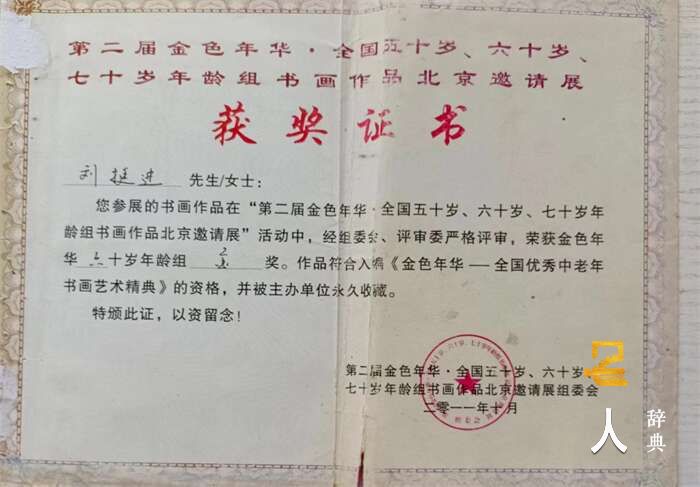 第二届金色年华·全国五十岁、六十岁、
七十岁年龄组书画作品北京邀请展
获奖证书
刘挺进 先生/女士:
您参展的书画作品在“第二届金色年华·全国五十岁、六十岁、七十岁年
龄组书画作品北京邀请展”活动中,经组委会、评审委严格评审,荣获金色年
华六十岁年龄组 奖。作品符合入编《金色年华——全国优秀中老年
书画艺术精典》的资格,并被主办单位永久收藏。
特颁此证,以资留念!
第二届金色年华·全国五十岁、六十岁、
七十岁年龄组书画作品北京邀请展组委会
二零一一年十月
人 辞典